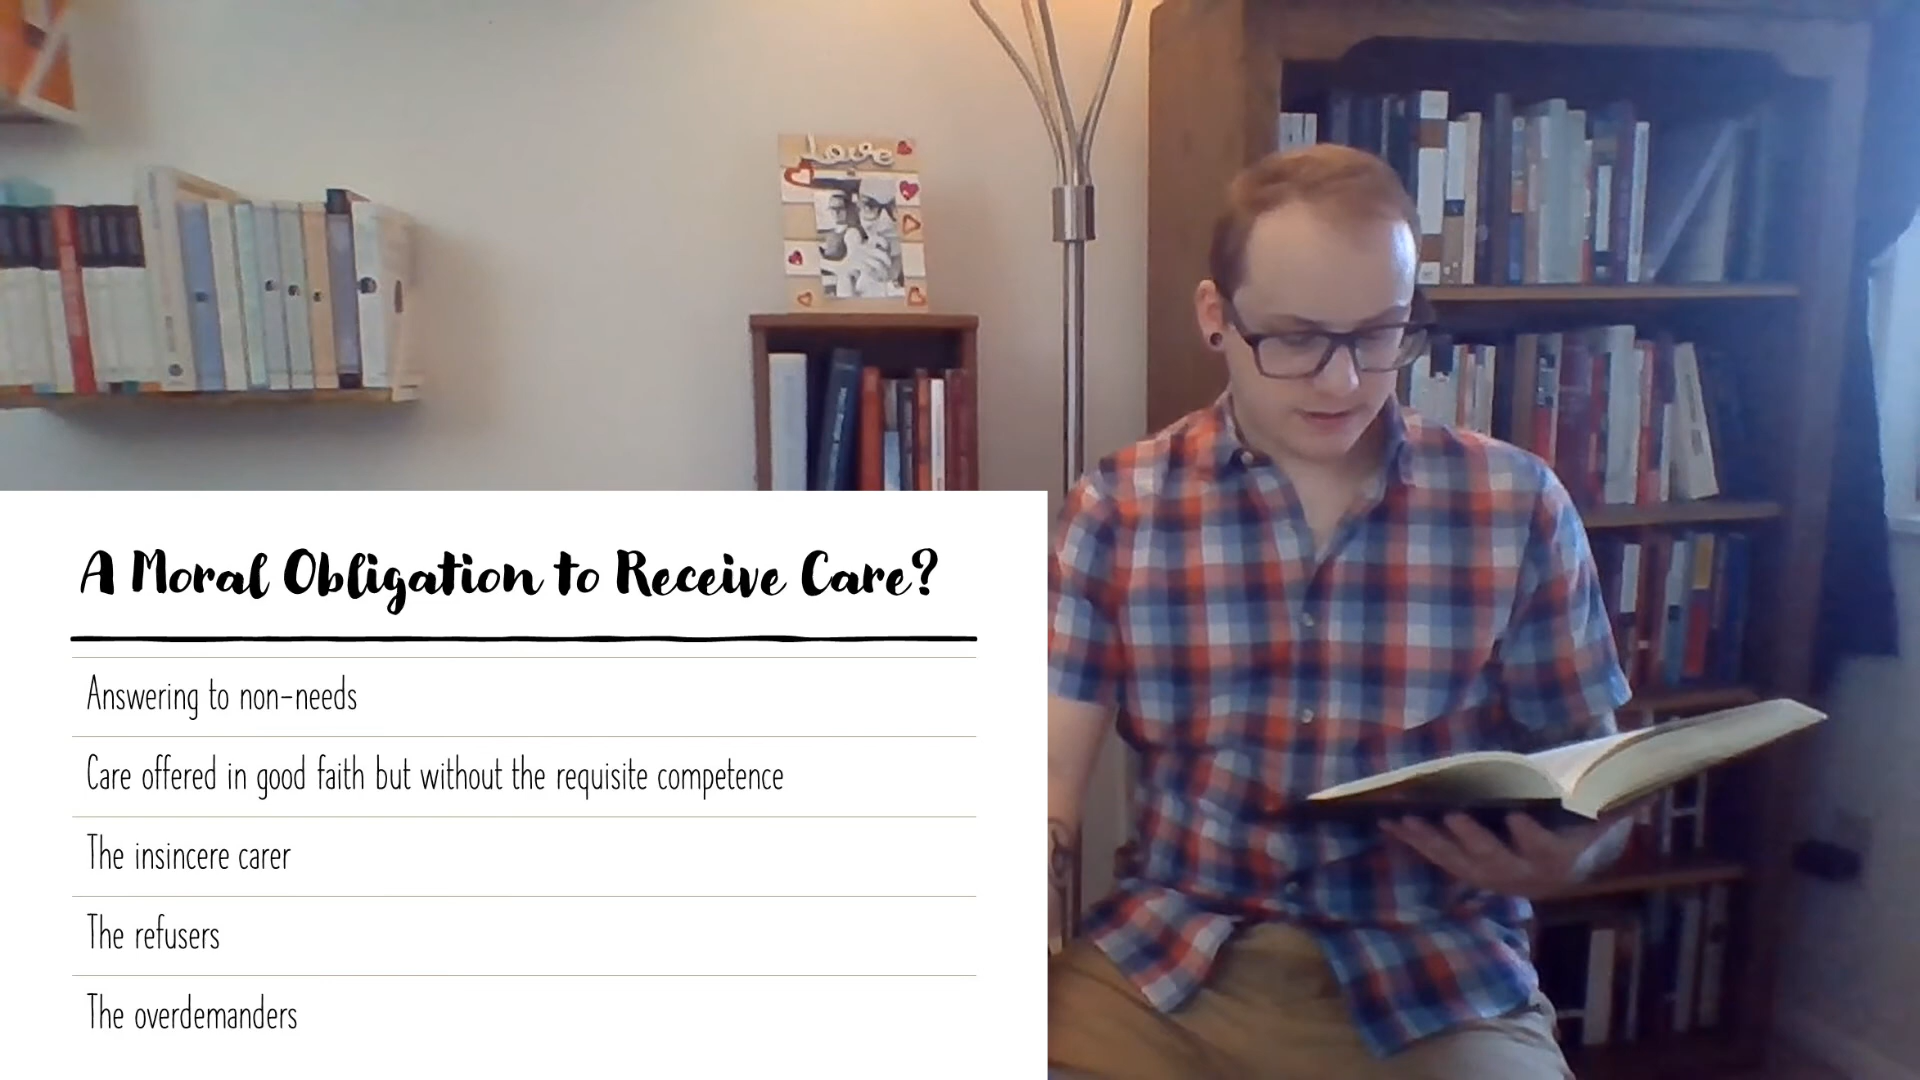 Love
A Moral Obligation to Receive Care?
Answering to non-needs
Care offered in good faith but without the requisite competence
The insincere carer
The refusers
The overdemanders